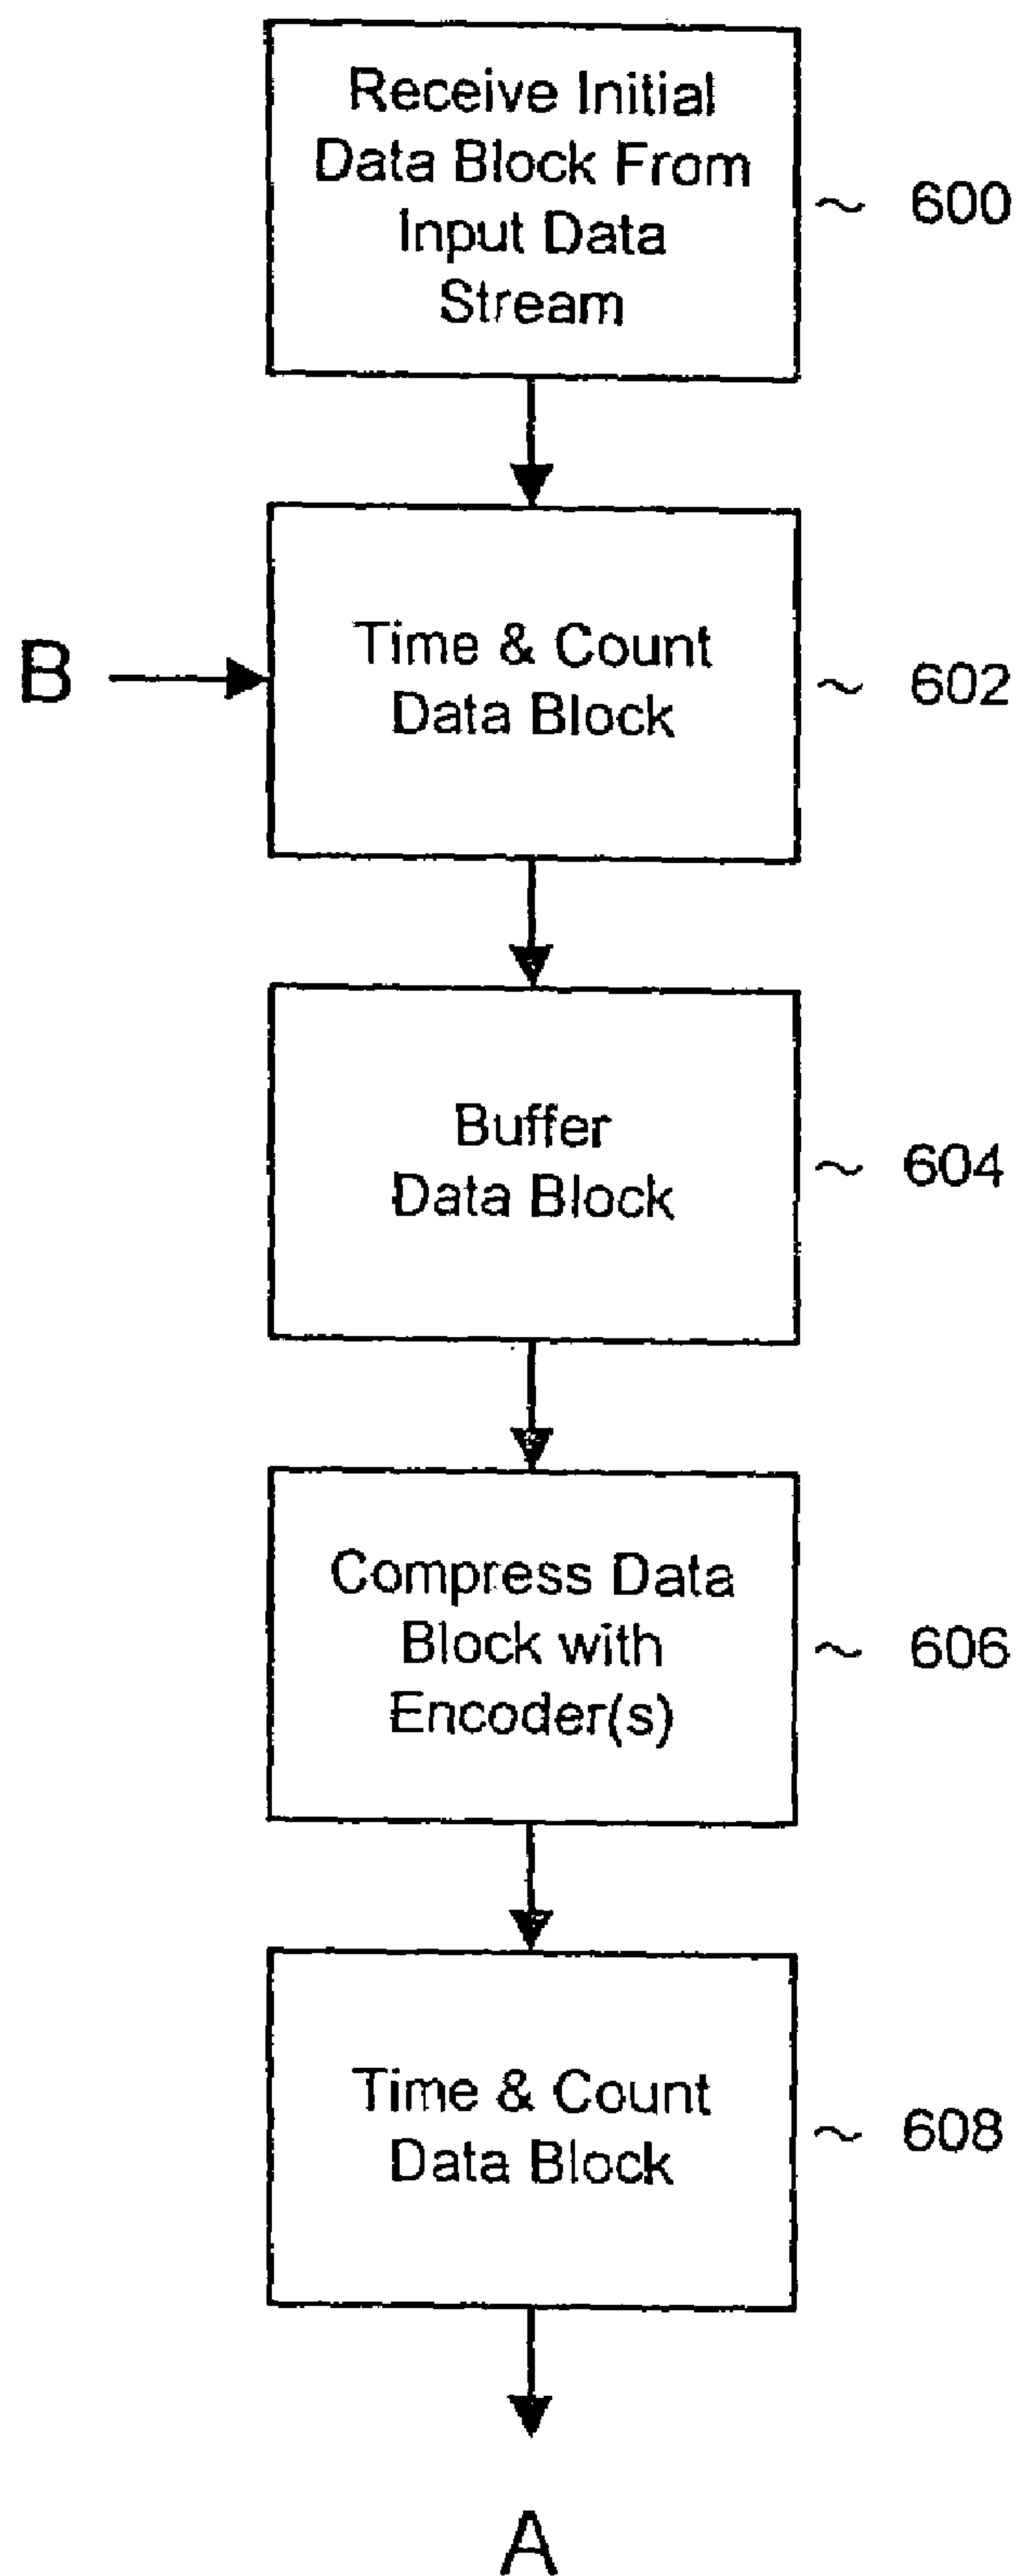 Receive Initial
Data Block From
Input Data
Stream
~ 600
B
Time & Count
Data Block
~ 602
Buffer
Data Block
~ 604
Compress Data
Block with
Encoder(s)
~ 606
Time & Count
Data Block
~ 608
A